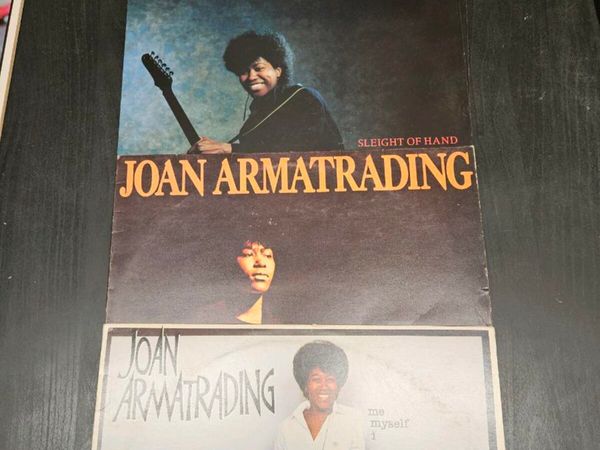 SLEIGHT OF HAND
JOAN ARMATRADING
JOAN
ARMATRADING
me
myself
i